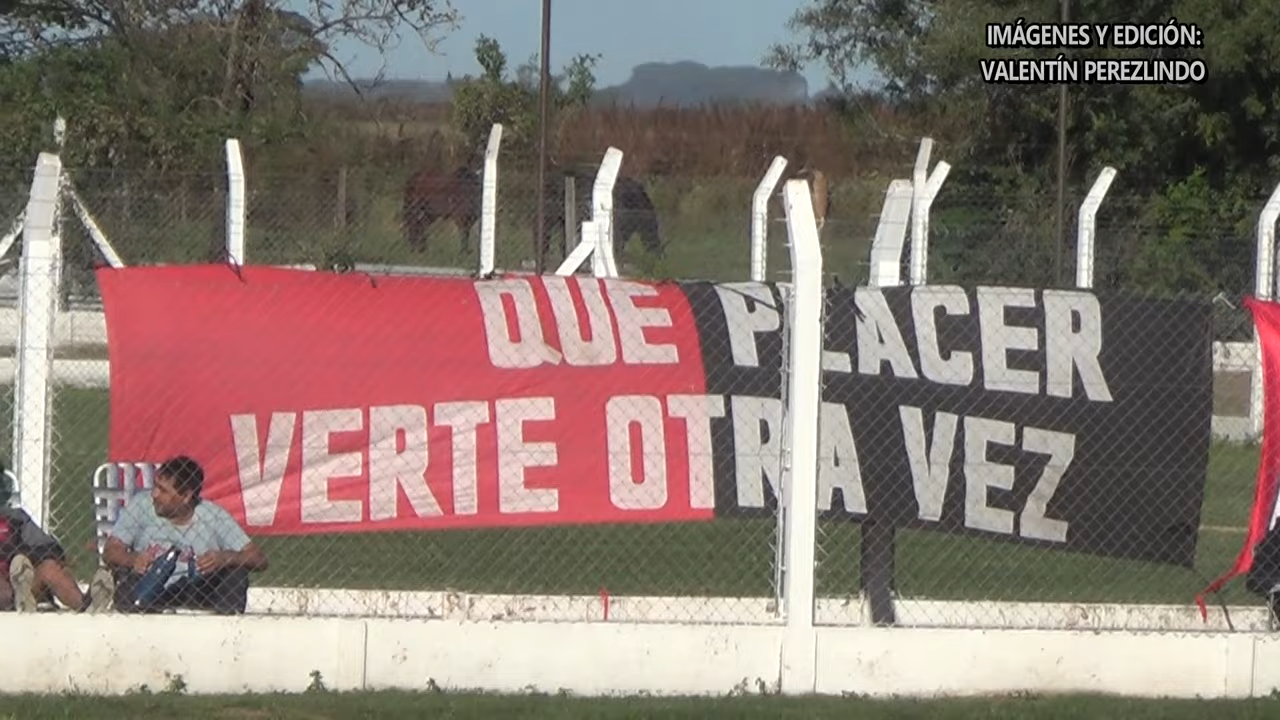 IMÁGENES Y EDICIÓN:
VALENTÍN PEREZLINDO
QUE PLACER
VERTE OTRA VEZ